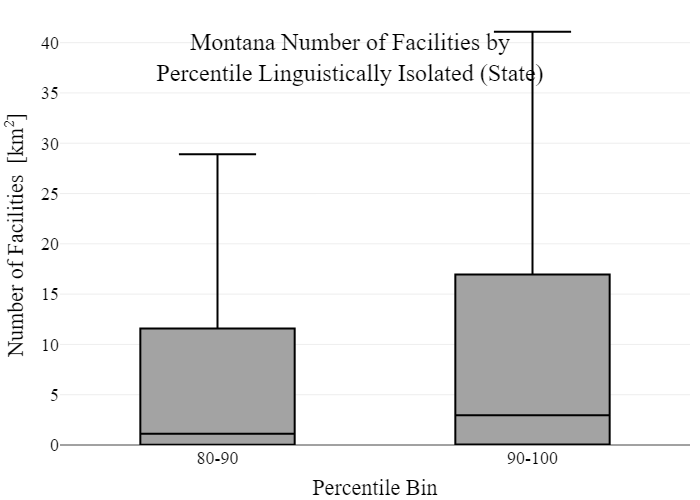 Montana Number of Facilities by
Percentile Linguistically Isolated (State)
Number of Facilities [km²]
40
35
30
25
20
15
10
5
0
80-90
90-100
Percentile Bin